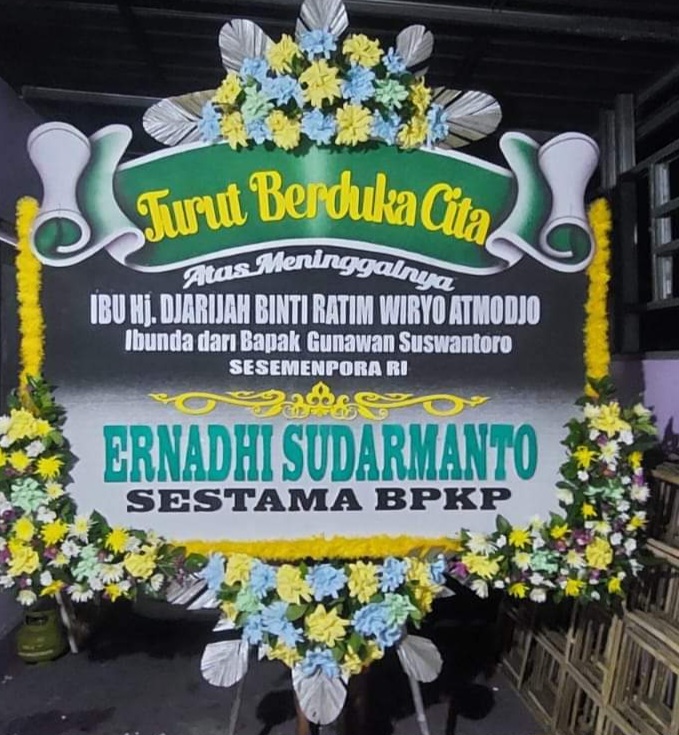 Turut Berduka Cita
Atas Meninggalnya
IBU Hj. DJARIJAH BINTI RATIM WIRYO ATMODJO
Ibunda dari Bapak Gunawan Suswantoro
SESEMENPORA RI
ERNADHI SUDARMANTO
SESTAMA BPKP